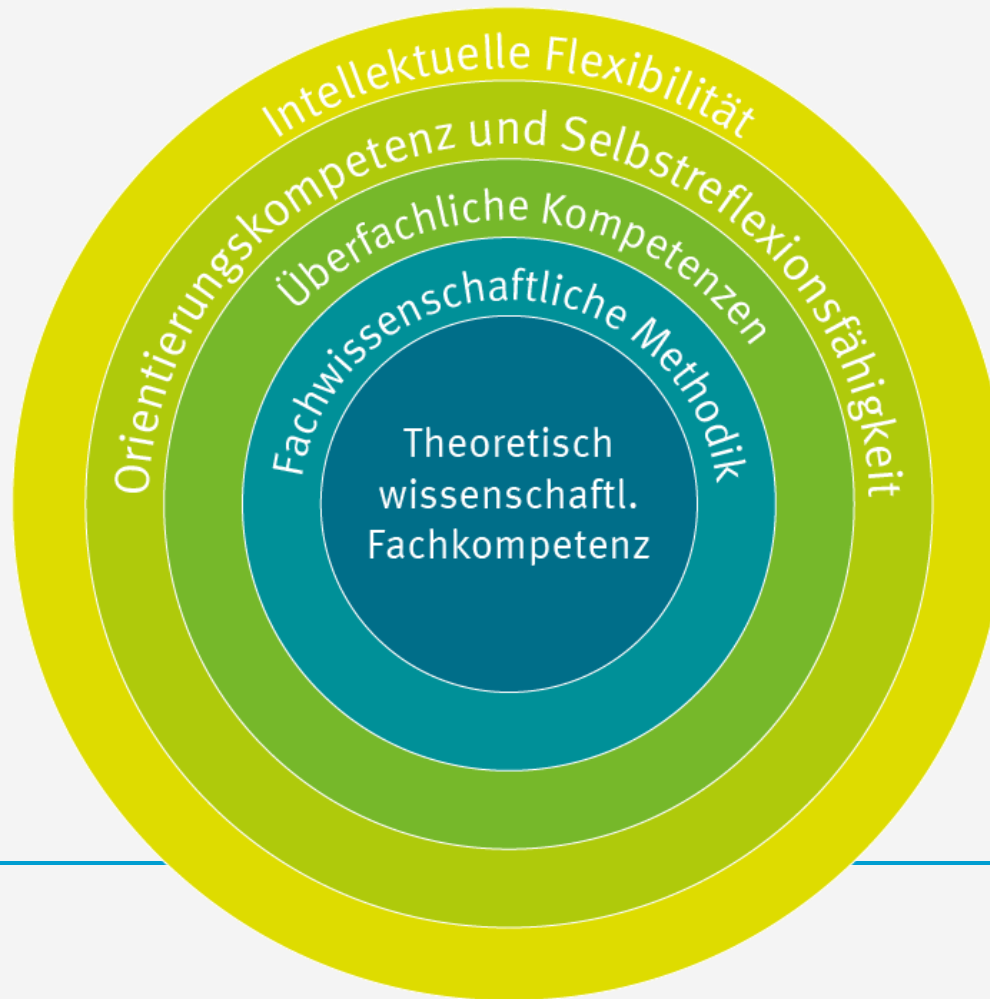 Intellektuelle Flexibilität
Orientierungskompetenz und Selbstreflexionsfähigkeit
Überfachliche Kompetenzen
Fachwissenschaftliche Methodik
Theoretisch
wissenschaftl.
Fachkompetenz